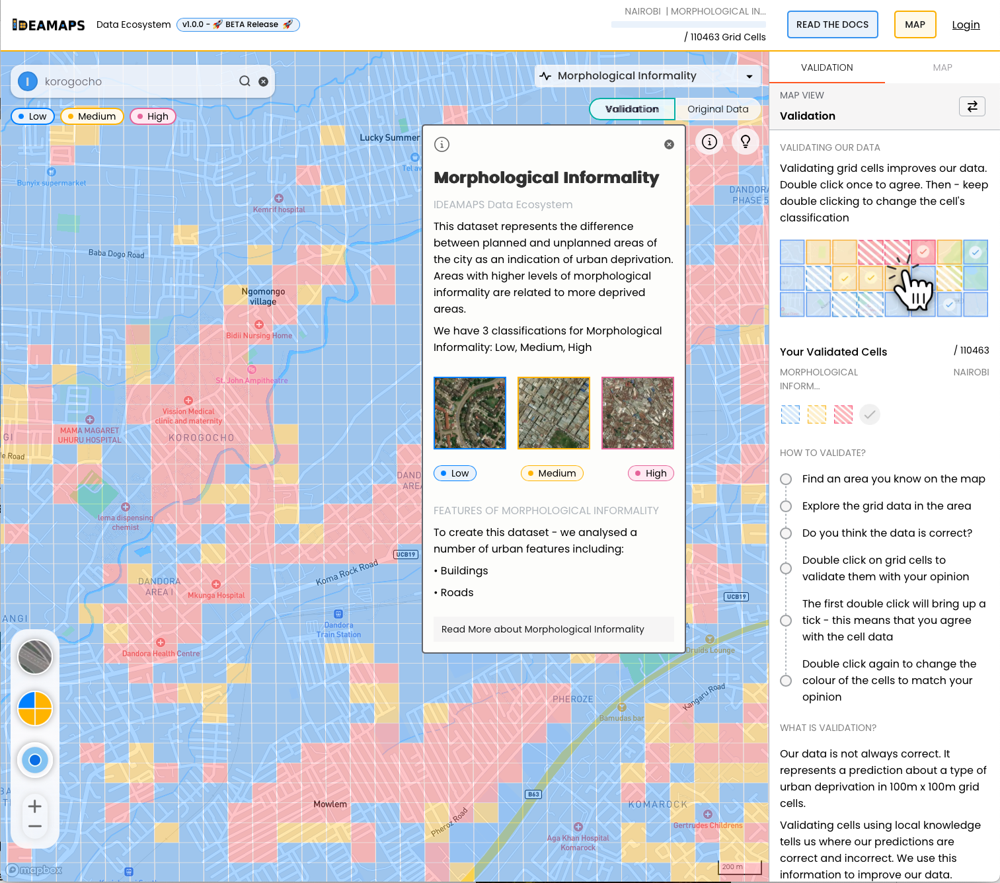 IDEAMAPS
Data Ecosystem
v1.0.0 - 🚀 BETA Release 🚀
NAIROBI | MORPHOLOGICAL IN...
/ 110463 Grid Cells
READ THE DOCS
MAP
Login
korogocho
Low
Medium
High
Morphological Informality
Validation
Original Data
Lucky Summer
Tel av
Bunyix supermarket
Kemrif hospital
Baba Dogo Road
Ngomongo
village
Bidii Nursing Home
St. John Ampitheatre
Vission Medical
clinic and maternity
MAMA MAGARET
UHURU HOSPITAL
KOROGOCHO
GI
le Road
DAND
AREA
lema dispensing
chemist
UCB19
Koma Rock Road
DANDORA
AREA I
Mkunga Hospital
ANGI
Dandora
Train Station
Dandora Health Centre
DANDORA
PHASE 5
UCB19
A
Druids Lounge
Kangaru Road
PHEROZE
Bamudas bar
B63
Mowlem
Pheroz Road
KOMAROCK
Gertrudes Childrens
Aga Khan Hospital
Komarock
200 m
mapbox
Morphological Informality
IDEAMAPS Data Ecosystem
This dataset represents the difference
between planned and unplanned areas of
the city as an indication of urban deprivation.
Areas with higher levels of morphological
informality are related to more deprived
areas.
We have 3 classifications for Morphological
Informality: Low, Medium, High
Low
Medium
High
FEATURES OF MORPHOLOGICAL INFORMALITY
To create this dataset - we analysed a
number of urban features including:
• Buildings
• Roads
Read More about Morphological Informality
VALIDATION
MAP
MAP VIEW
Validation
VALIDATING OUR DATA
Validating grid cells improves our data.
Double click once to agree. Then - keep
double clicking to change the cell's
classification
Your Validated Cells
/ 110463
MORPHOLOGICAL
INFORM...
NAIROBI
HOW TO VALIDATE?
Find an area you know on the map
Explore the grid data in the area
Do you think the data is correct?
Double click on grid cells to
validate them with your opinion
The first double click will bring up a
tick - this means that you agree
with the cell data
Double click again to change the
colour of the cells to match your
opinion
WHAT IS VALIDATION?
Our data is not always correct. It
represents a prediction about a type of
urban deprivation in 100m x 100m grid
cells.
Validating cells using local knowledge
tells us where our predictions are
correct and incorrect. We use this
information to improve our data.